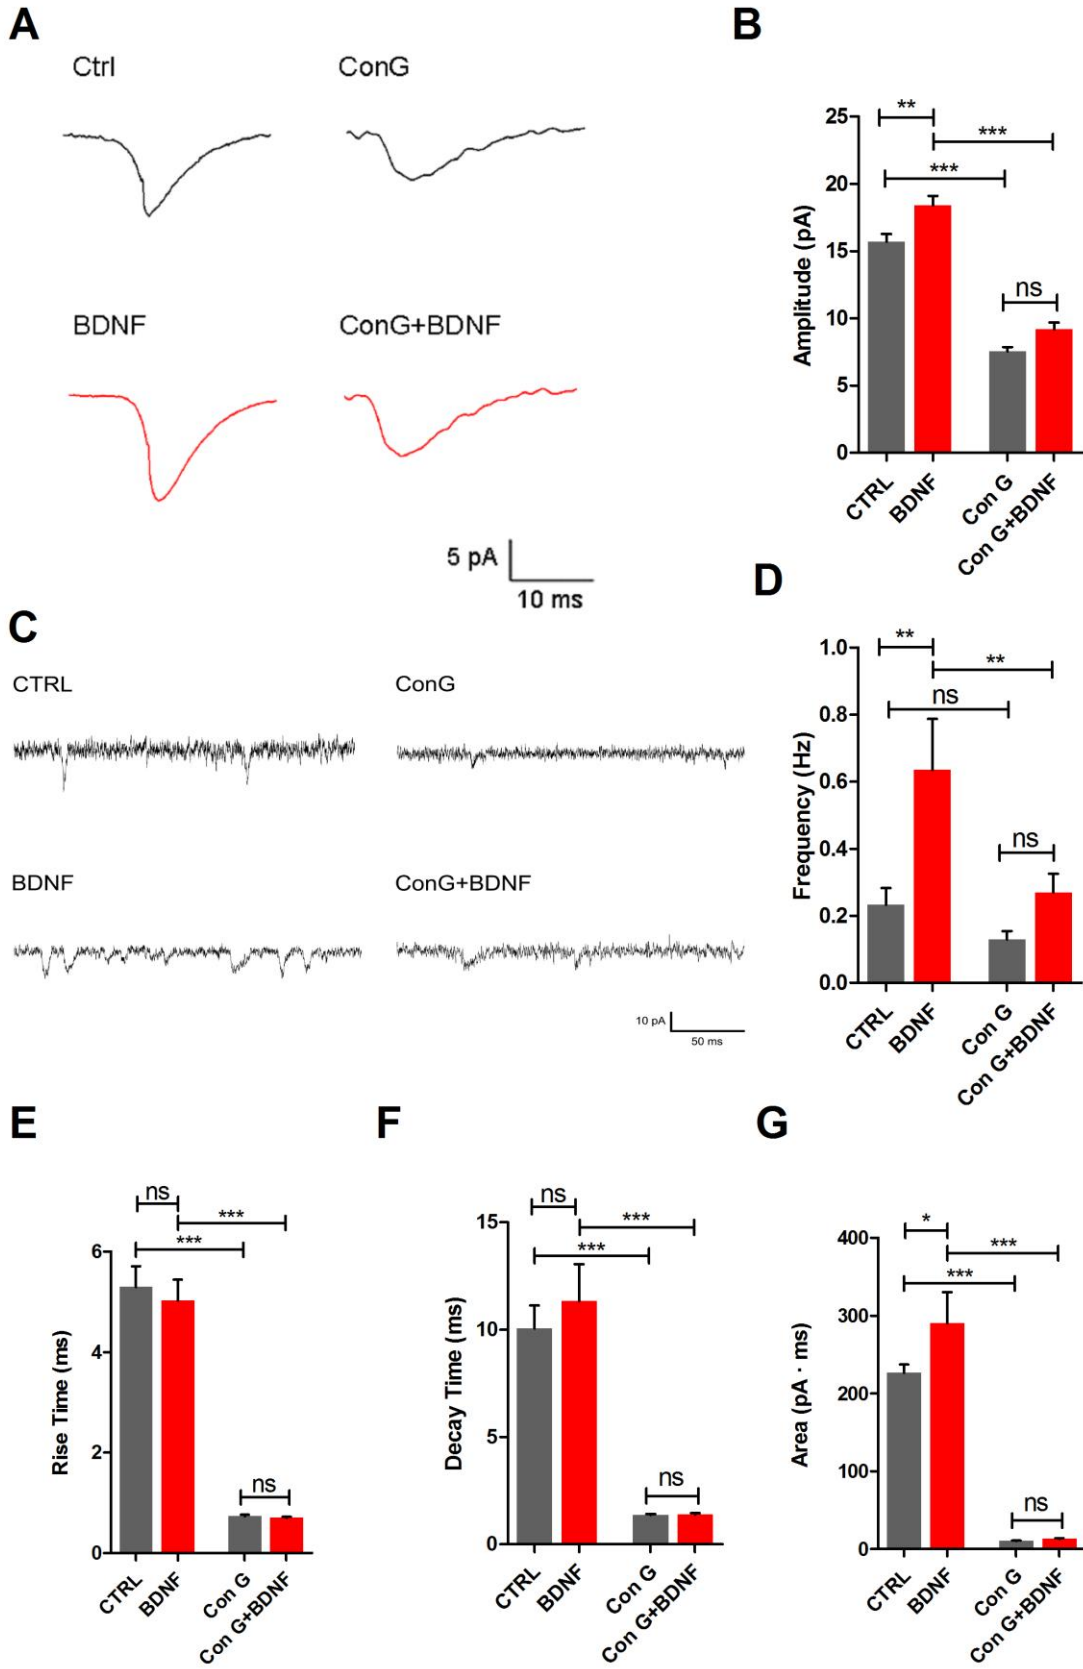 A
Ctrl
ConG
BDNF
ConG+BDNF
5 pA
10 ms
B
Amplitude (pA)
25
20
15
10
5
0
**
***
***
ns
CTRL
BDNF
Con G
Con G+BDNF
C
CTRL
ConG
BDNF
ConG+BDNF
10 pA
50 ms
D
Frequency (Hz)
1.0
0.8
0.6
0.4
0.2
0.0
**
**
ns
ns
CTRL
BDNF
Con G
Con G+BDNF
E
Rise Time (ms)
6
4
2
0
ns
***
***
ns
CTRL
BDNF
Con G
Con G+BDNF
F
Decay Time (ms)
15
10
5
0
ns
***
***
ns
CTRL
BDNF
Con G
Con G+BDNF
G
Area (pA · ms)
400
300
200
100
0
*
***
***
ns
CTRL
BDNF
Con G
Con G+BDNF